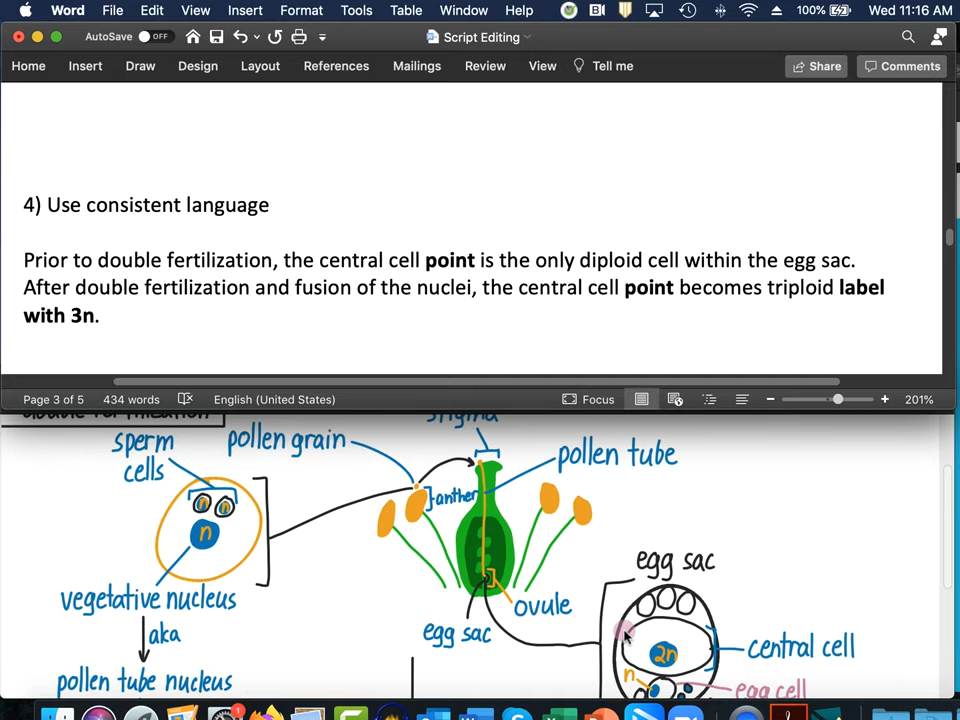 Word File Edit View Insert Format Tools Table Window Help 100% Wed 11:16 AM
AutoSave OFF Script Editing
Home Insert Draw Design Layout References Mailings Review View Tell me Share Comments
4) Use consistent language
Prior to double fertilization, the central cell point is the only diploid cell within the egg sac.
After double fertilization and fusion of the nuclei, the central cell point becomes triploid label
with 3n.
Page 3 of 5 434 words English (United States) Focus 201%
double fertilization
stigma
sperm
cells
pollen grain
pollen tube
anther
n n
n
egg sac
vegetative nucleus
ovule
aka
egg sac
central cell
2n
n
pollen tube nucleus
egg cell
1